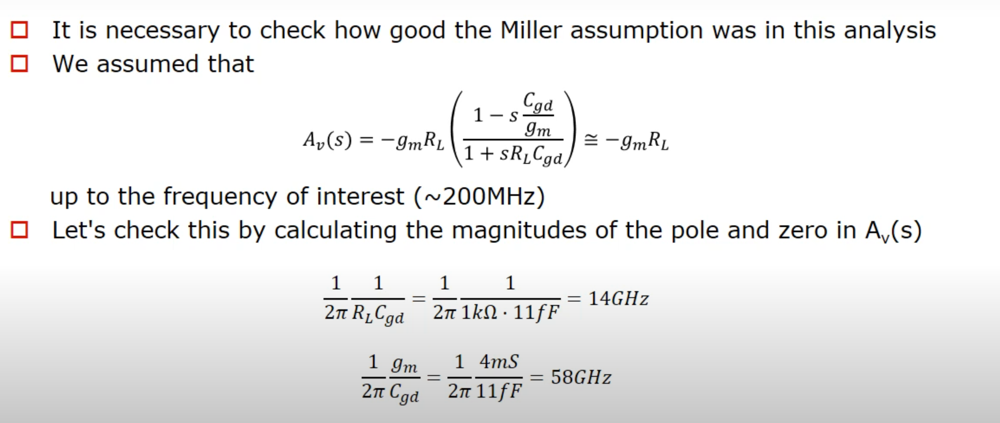 It is necessary to check how good the Miller assumption was in this analysis
We assumed that
A_v(s) = −g_m R_L ( (1 − s C_gd/g_m) / (1 + sR_L C_gd) ) ≅ −g_m R_L
up to the frequency of interest (~200MHz)
Let's check this by calculating the magnitudes of the pole and zero in A_v(s)
1/2π 1/(R_L C_gd) = 1/2π 1/(1kΩ · 11fF) = 14GHz
1/2π g_m/C_gd = 1/2π 4mS/11fF = 58GHz